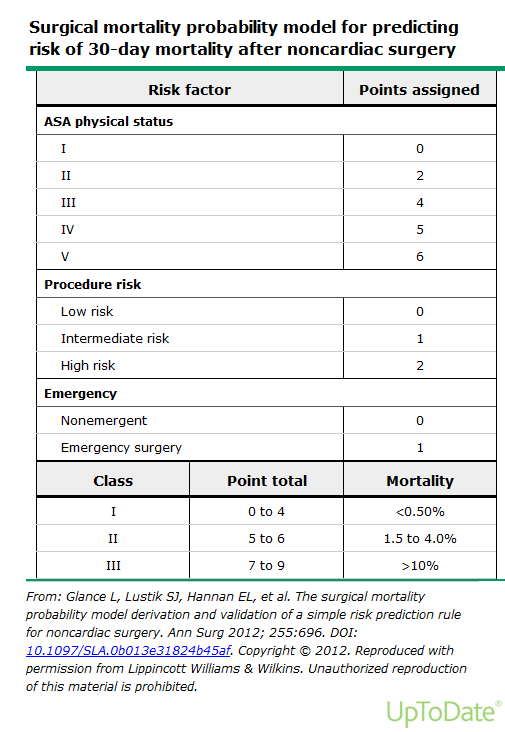 Surgical mortality probability model for predicting
risk of 30-day mortality after noncardiac surgery
Risk factor Points assigned
ASA physical status
I 0
II 2
III 4
IV 5
V 6
Procedure risk
Low risk 0
Intermediate risk 1
High risk 2
Emergency
Nonemergent 0
Emergency surgery 1
Class Point total Mortality
I 0 to 4 <0.50%
II 5 to 6 1.5 to 4.0%
III 7 to 9 >10%
From: Glance L, Lustik SJ, Hannan EL, et al. The surgical mortality
probability model derivation and validation of a simple risk prediction rule
for noncardiac surgery. Ann Surg 2012; 255:696. DOI:
10.1097/SLA.0b013e31824b45af. Copyright © 2012. Reproduced with
permission from Lippincott Williams & Wilkins. Unauthorized reproduction
of this material is prohibited.
UpToDate®